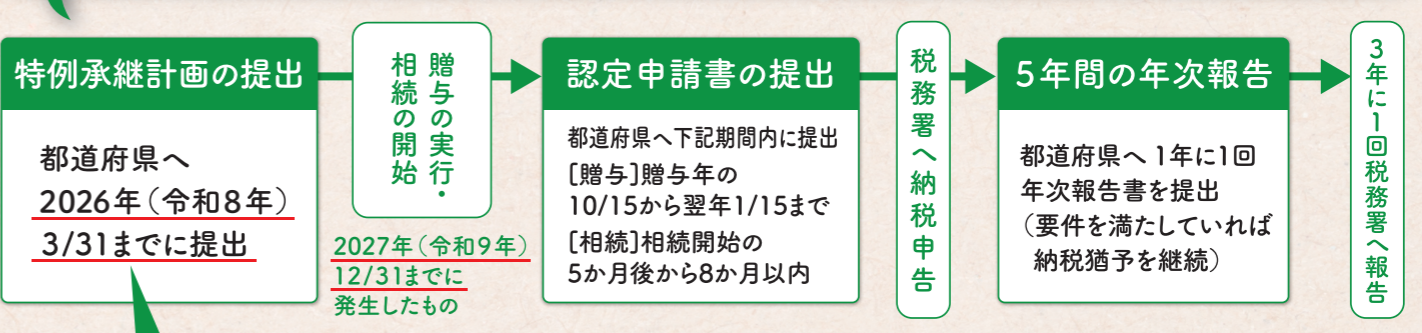 特例承継計画の提出
都道府県へ
2026年(令和8年)
3/31までに提出
贈与の実行・
相続の開始
2027年(令和9年)
12/31までに
発生したもの
認定申請書の提出
都道府県へ下記期間内に提出
[贈与]贈与年の
10/15から翌年1/15まで
[相続]相続開始の
5か月後から8か月以内
税務署へ納税申告
5年間の年次報告
都道府県へ 1年に1回
年次報告書を提出
(要件を満たしていれば
納税猶予を継続)
3年に1回税務署へ報告